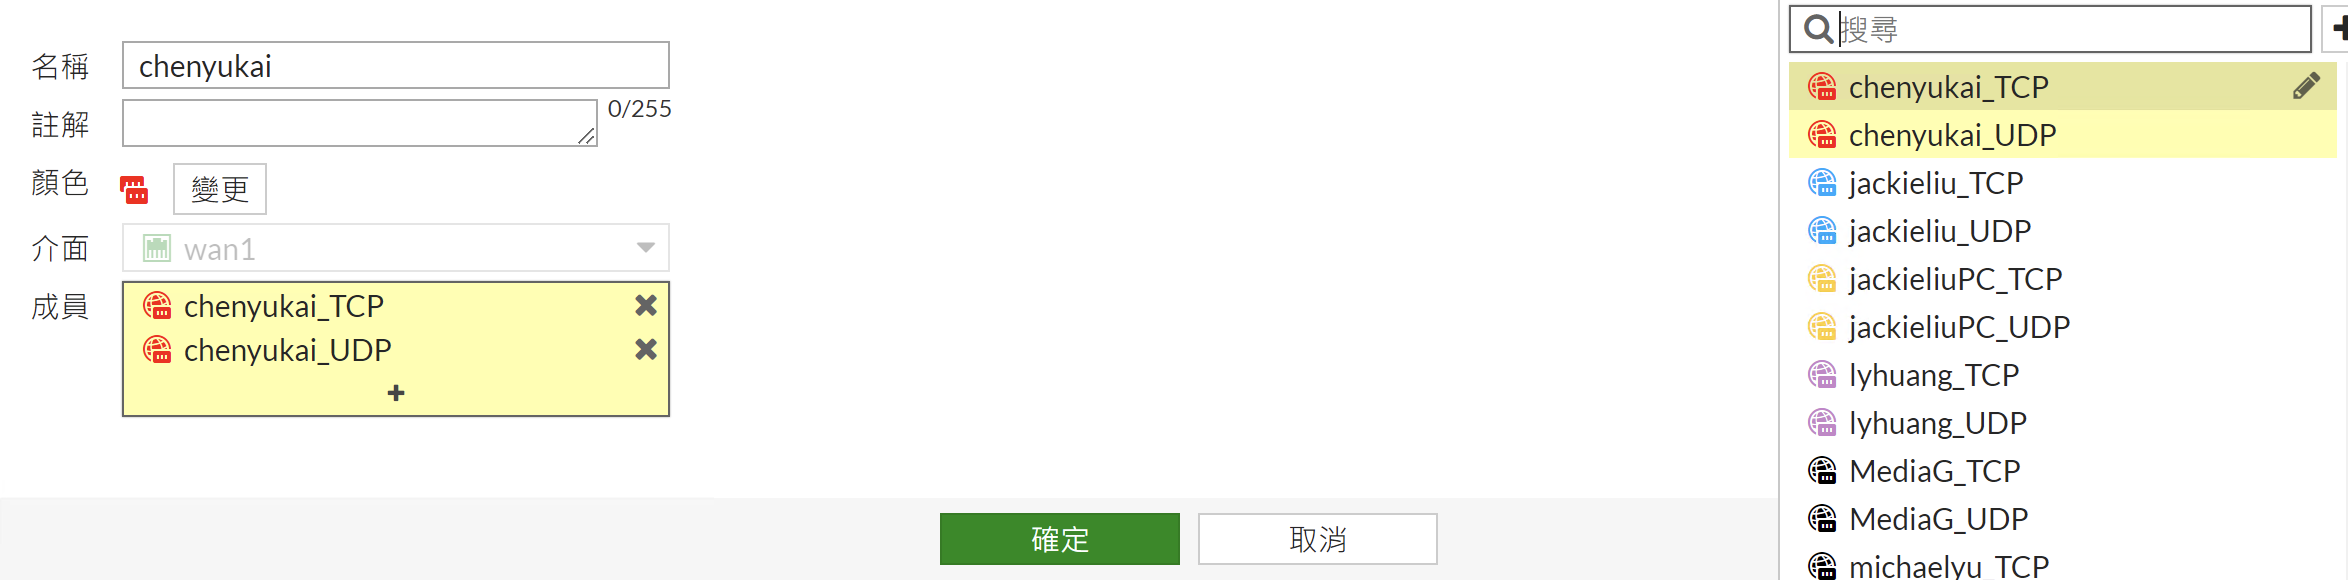 名稱
chenyukai
註解
0/255
顏色
變更
介面
wan1
成員
chenyukai_TCP
chenyukai_UDP
確定
取消
搜尋
chenyukai_TCP
chenyukai_UDP
jackieliu_TCP
jackieliu_UDP
jackieliuPC_TCP
jackieliuPC_UDP
lyhuang_TCP
lyhuang_UDP
MediaG_TCP
MediaG_UDP
michaelyu_TCP